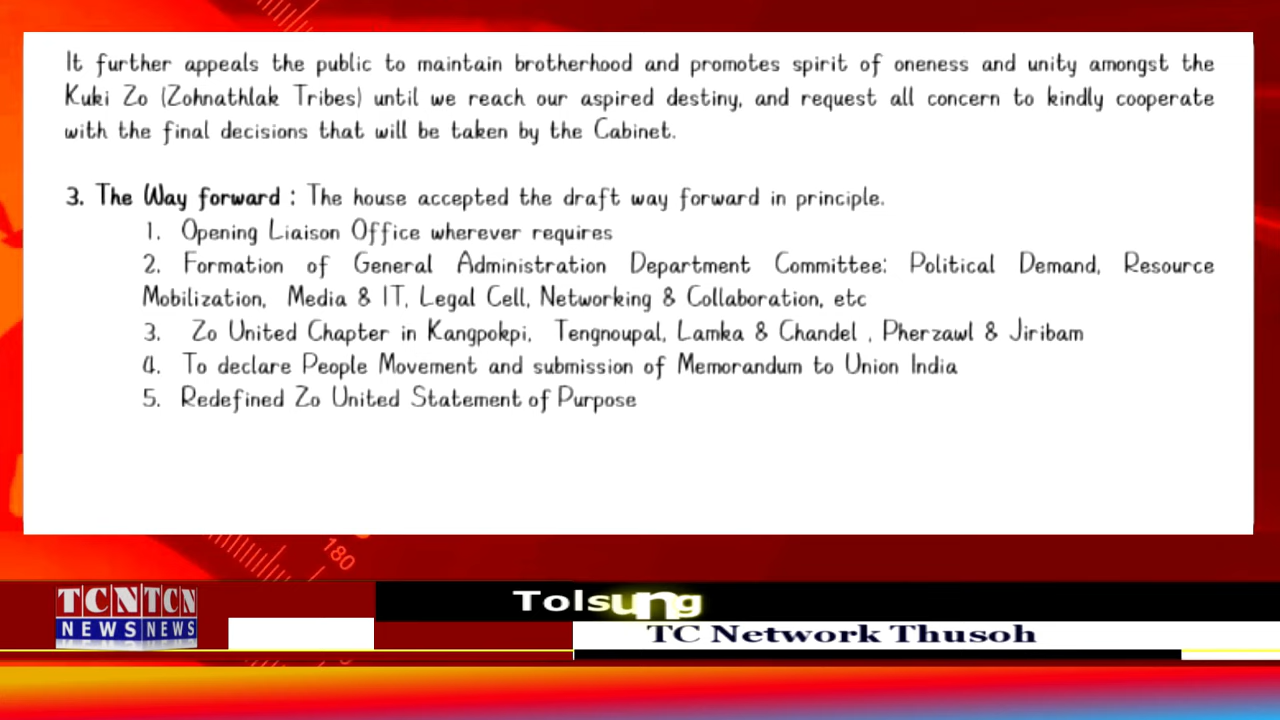 It further appeals the public to maintain brotherhood and promotes spirit of oneness and unity amongst the
Kuki Zo (Zohnathlak Tribes) until we reach our aspired destiny, and request all concern to kindly cooperate
with the final decisions that will be taken by the Cabinet.
3. The Way forward : The house accepted the draft way forward in principle.
1. Opening Liaison Office wherever requires
2. Formation of General Administration Department Committee: Political Demand, Resource
Mobilization, Media & IT, Legal Cell, Networking & Collaboration, etc
3. Zo United Chapter in Kangpokpi, Tengnoupal, Lamka & Chandel , Pherzawl & Jiribam
4. To declare People Movement and submission of Memorandum to Union India
5. Redefined Zo United Statement of Purpose
180
TCN TCN
NEWS NEWS
Tolsung
TC Network Thusoh